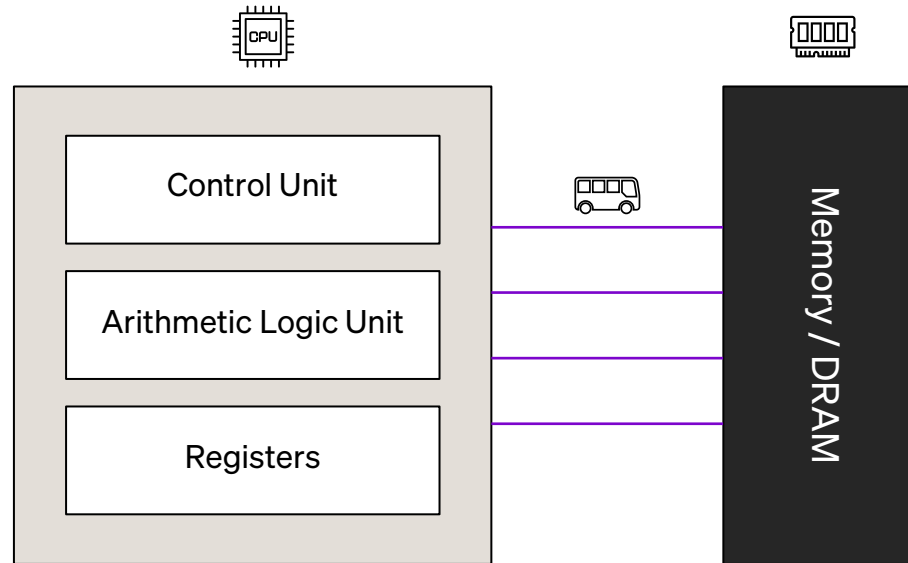 CPU
Control Unit
Arithmetic Logic Unit
Registers
Memory / DRAM